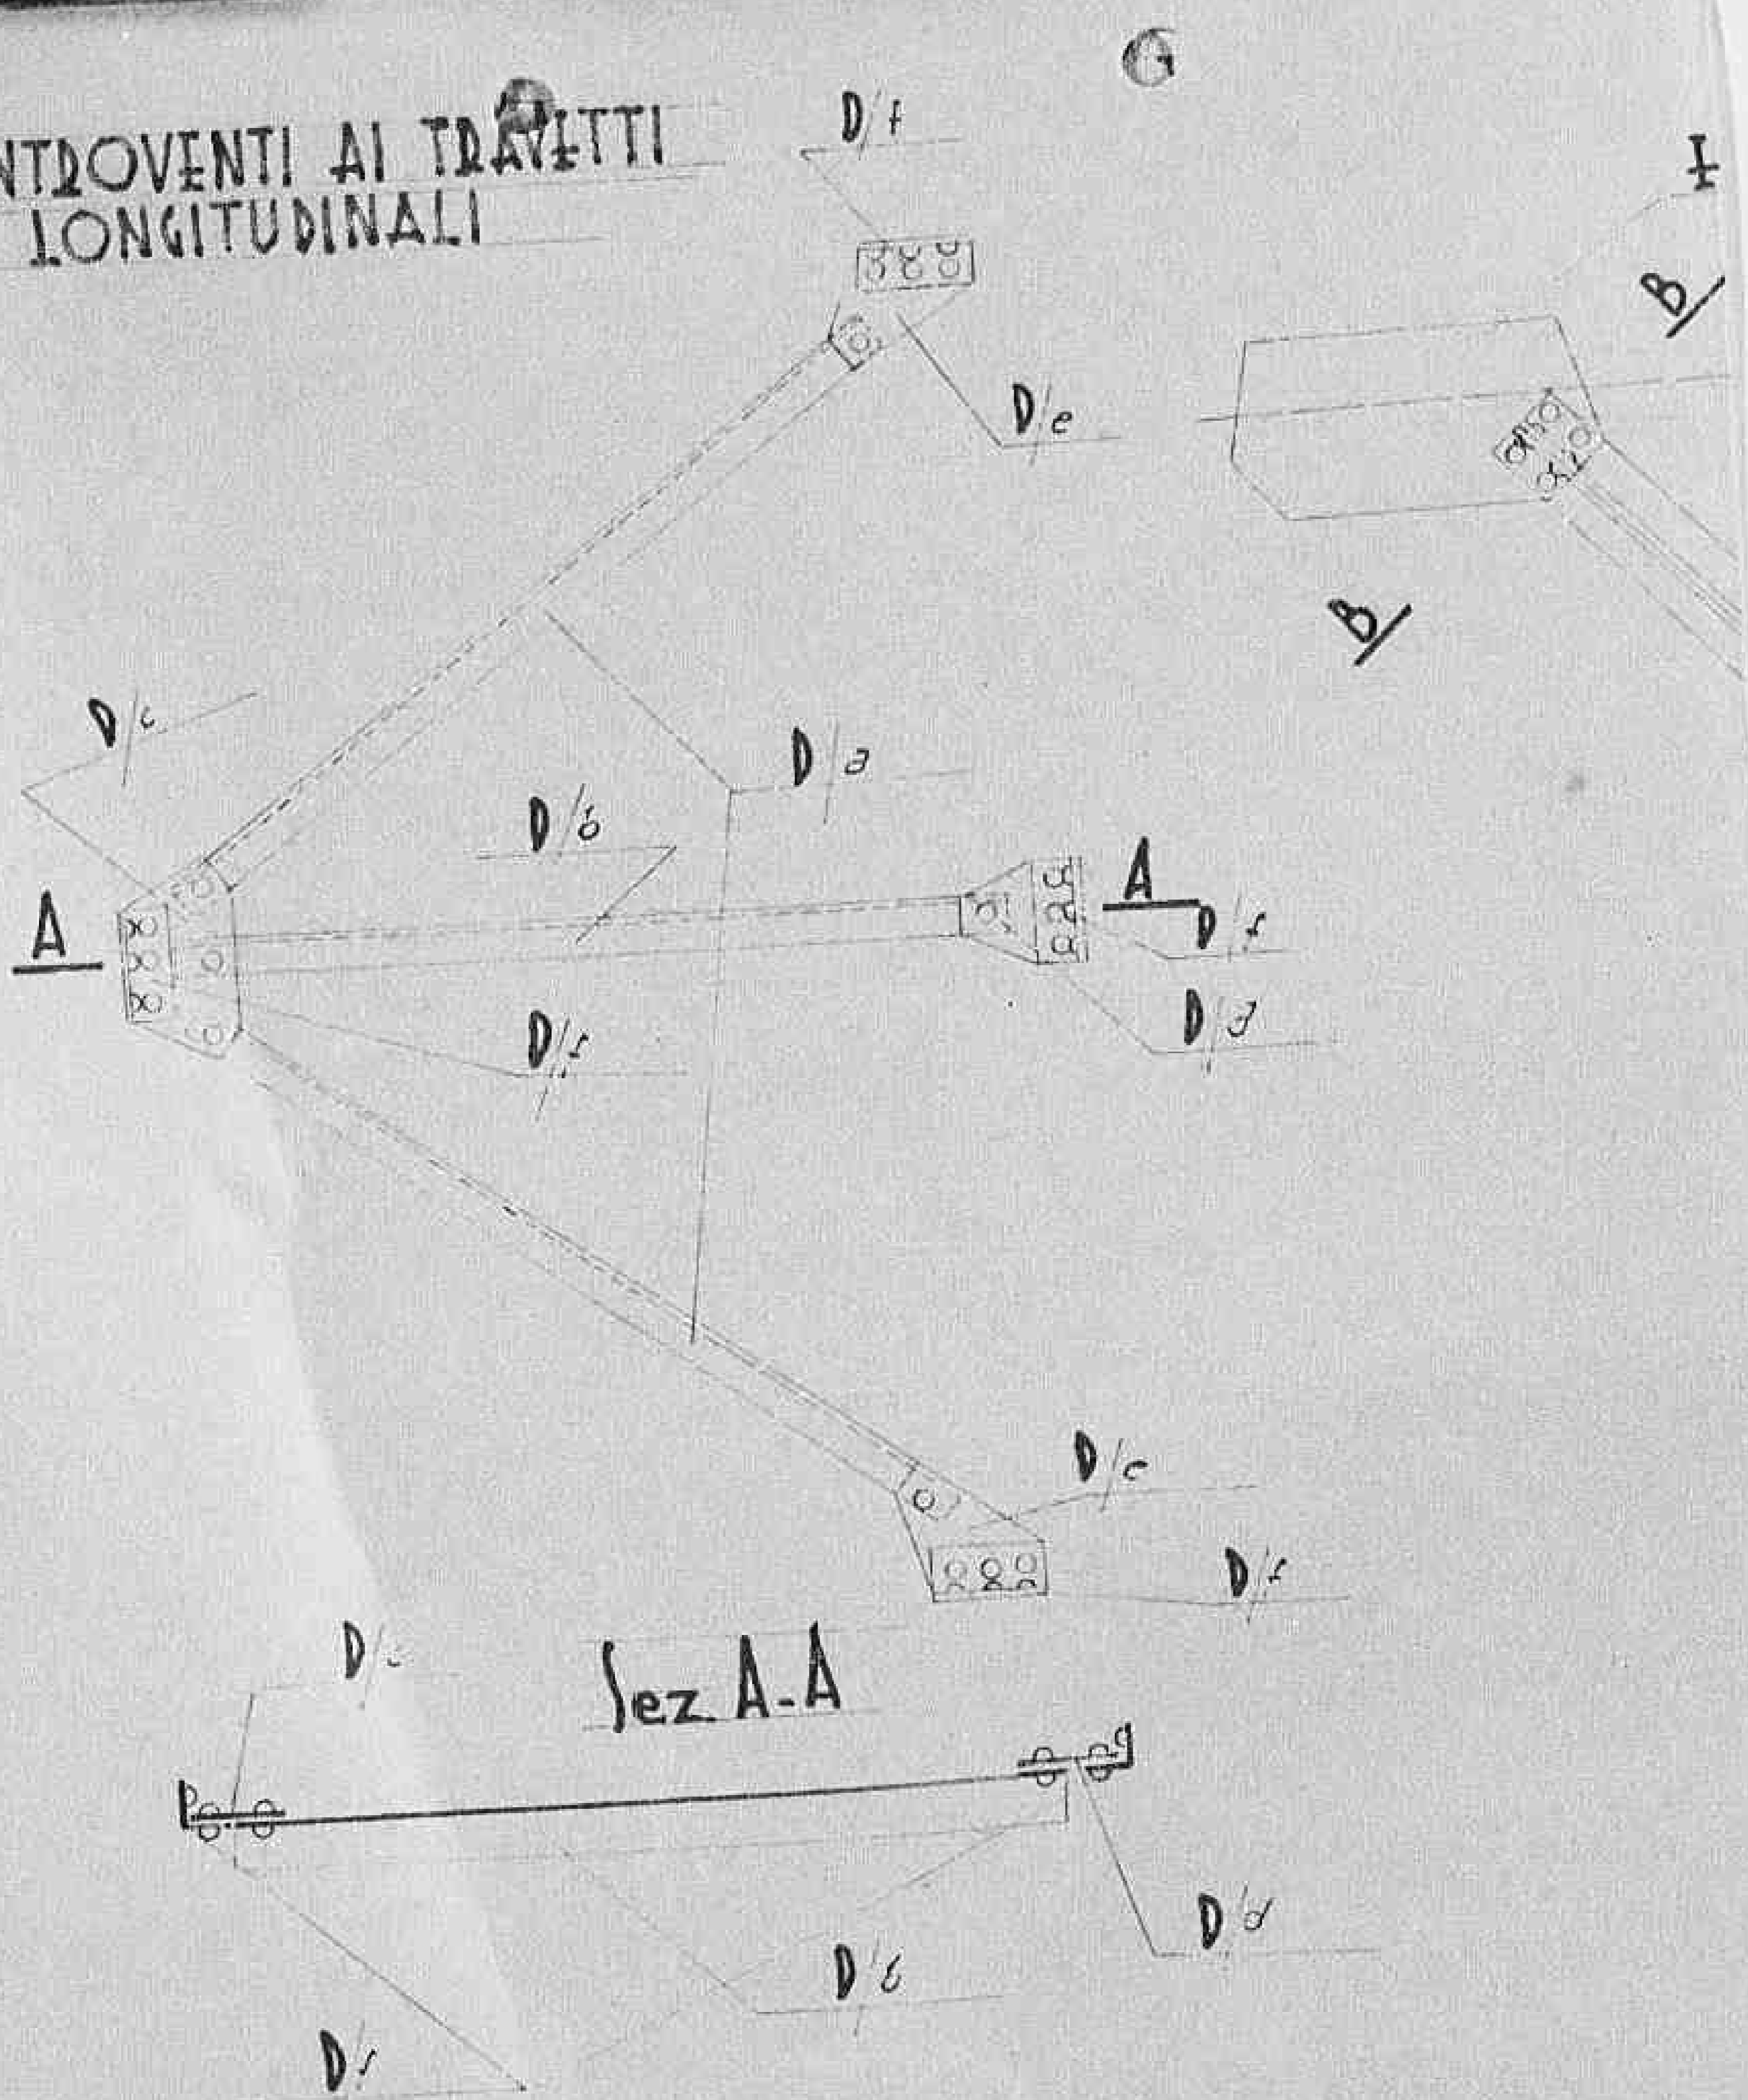 G
NTROVENTI AI TRAVETTI
LONGITUDINALI
D/f
I
B
D/e
B
D/c
D/a
D/b
A
A
D/f
D/d
D/f
D/e
D/f
D/c
Sez A-A
D/d
D/b
D/f